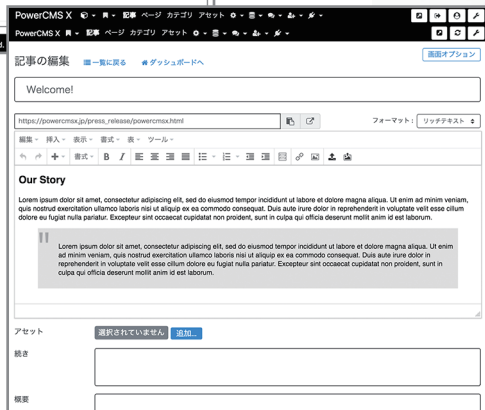 PowerCMS X 記事 ページ カテゴリ アセット
PowerCMS X 記事 ページ カテゴリ アセット
d.
記事の編集 一覧に戻る ダッシュボードへ 画面オプション
Welcome!
https://powercmsx.jp/press_release/powercmsx.html フォーマット： リッチテキスト
編集 挿入 表示 書式 表 ツール
書式 B I
Our Story
Lorem ipsum dolor sit amet, consectetur adipiscing elit, sed do eiusmod tempor incididunt ut labore et dolore magna aliqua. Ut enim ad minim veniam,
quis nostrud exercitation ullamco laboris nisi ut aliquip ex ea commodo consequat. Duis aute irure dolor in reprehenderit in voluptate velit esse cillum
dolore eu fugiat nulla pariatur. Excepteur sint occaecat cupidatat non proident, sunt in culpa qui officia deserunt mollit anim id est laborum.
Lorem ipsum dolor sit amet, consectetur adipiscing elit, sed do eiusmod tempor incididunt ut labore et dolore magna aliqua. Ut enim
ad minim veniam, quis nostrud exercitation ullamco laboris nisi ut aliquip ex ea commodo consequat. Duis aute irure dolor in
reprehenderit in voluptate velit esse cillum dolore eu fugiat nulla pariatur. Excepteur sint occaecat cupidatat non proident, sunt in
culpa qui officia deserunt mollit anim id est laborum.
アセット 選択されていません 追加...
続き
概要